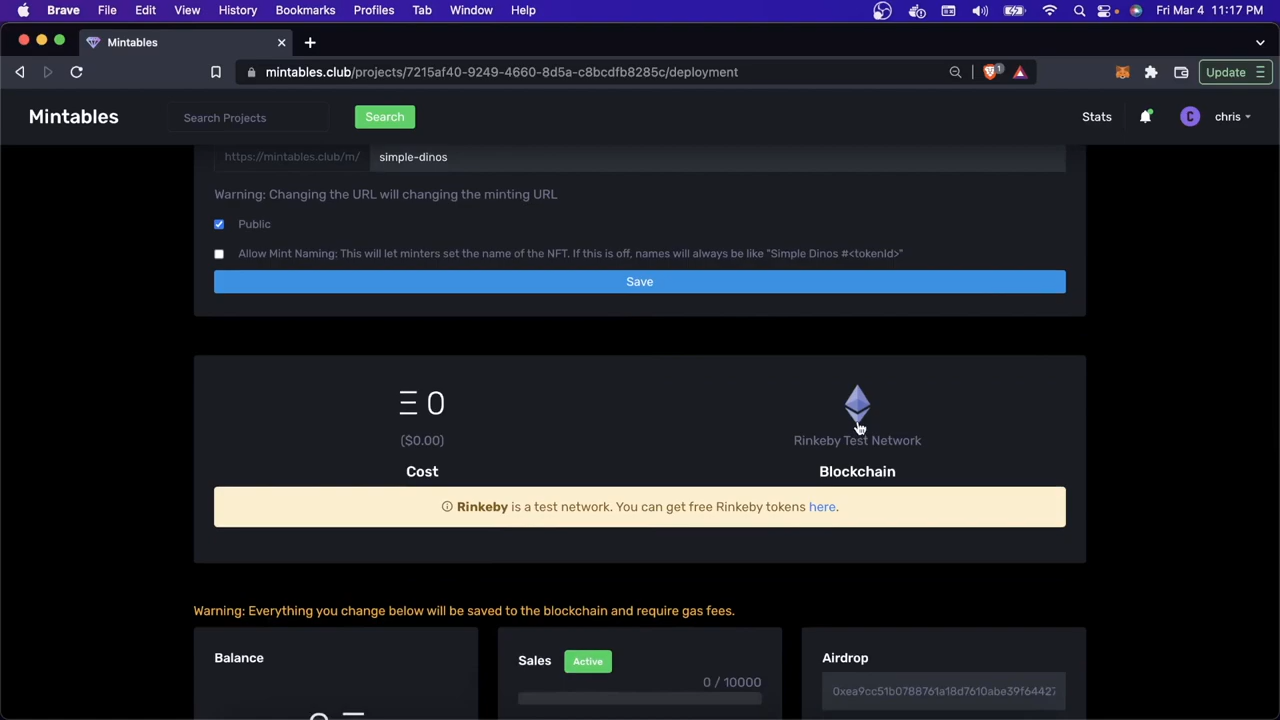 Brave File Edit View History Bookmarks Profiles Tab Window Help Fri Mar 4 11:17 PM
Mintables
mintables.club/projects/7215af40-9249-4660-8d5a-c8bcdfb8285c/deployment 1 Update
Mintables Search Projects Search Stats C chris
https://mintables.club/m/ simple-dinos
Warning: Changing the URL will changing the minting URL
Public
Allow Mint Naming: This will let minters set the name of the NFT. If this is off, names will always be like "Simple Dinos #<tokenId>"
Save
Ξ 0
($0.00) Rinkeby Test Network
Cost Blockchain
Rinkeby is a test network. You can get free Rinkeby tokens here.
Warning: Everything you change below will be saved to the blockchain and require gas fees.
Balance Sales Active Airdrop
0 / 10000
0xea9cc51b0788761a18d7610abe39f64427